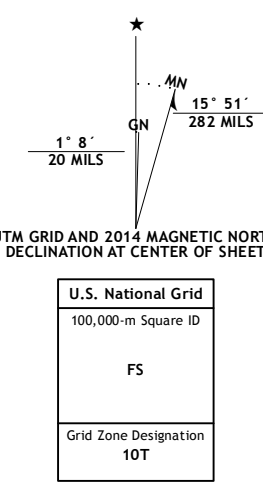 MN
15° 51´
282 MILS
GN
1° 8´
20 MILS
UTM GRID AND 2014 MAGNETIC NORT
DECLINATION AT CENTER OF SHEET
U.S. National Grid
100,000-m Square ID
FS
Grid Zone Designation
10T